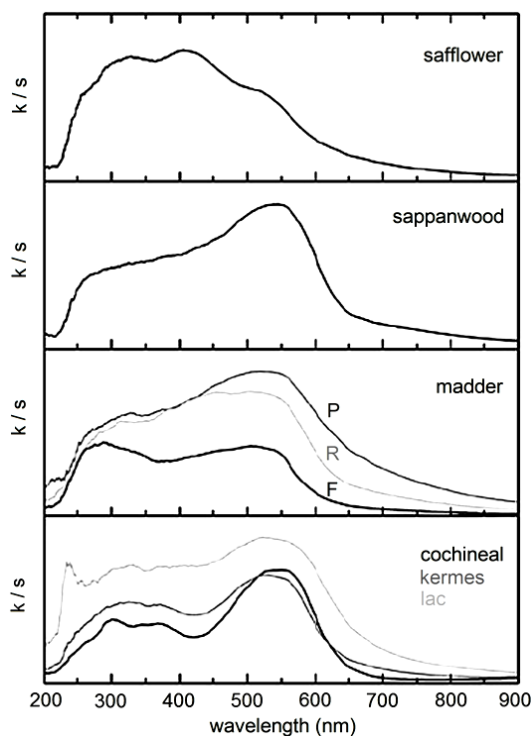 safflower
k / s
sappanwood
k / s
madder
P
R
F
k / s
cochineal
kermes
lac
k / s
200 300 400 500 600 700 800 900
wavelength (nm)